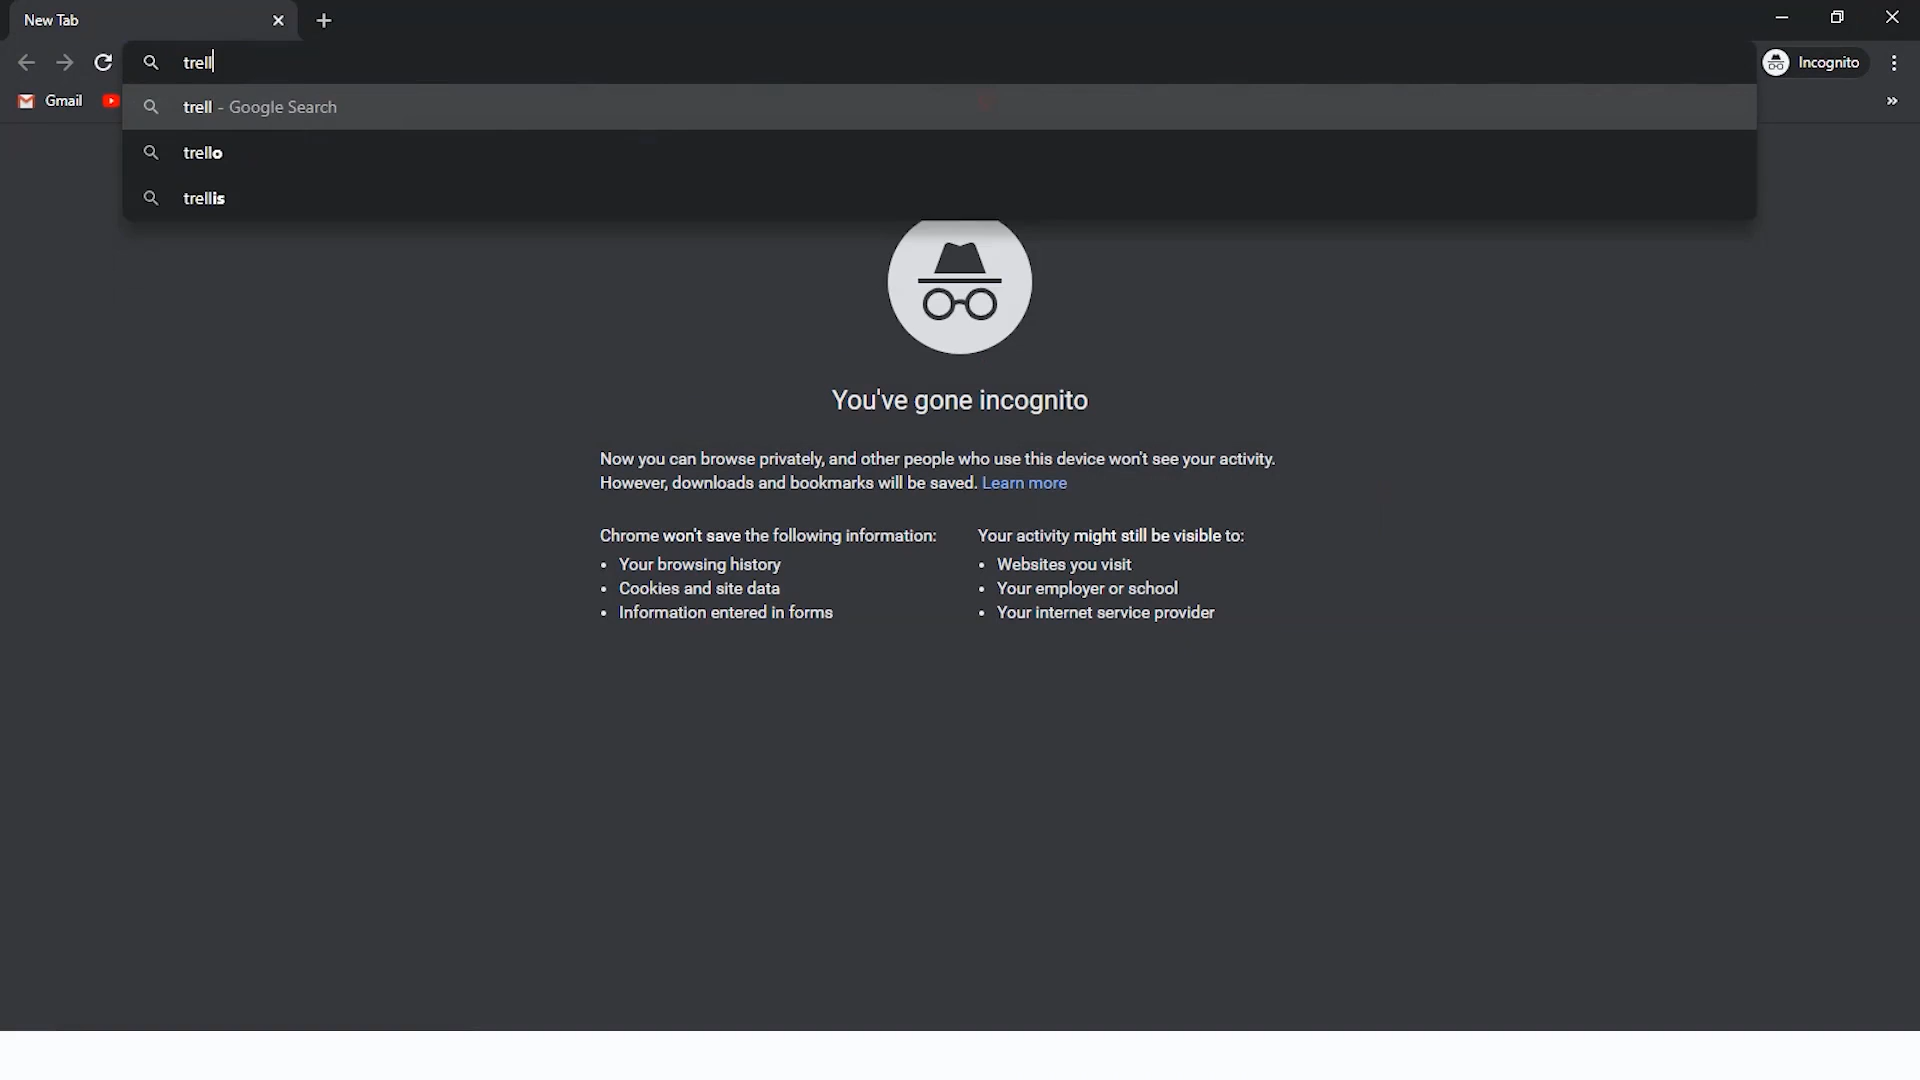 New Tab
trell
Incognito
Gmail
trell - Google Search
trello
trellis
You've gone incognito
Now you can browse privately, and other people who use this device won't see your activity.
However, downloads and bookmarks will be saved. Learn more
Chrome won't save the following information:
Your browsing history
Cookies and site data
Information entered in forms
Your activity might still be visible to:
Websites you visit
Your employer or school
Your internet service provider